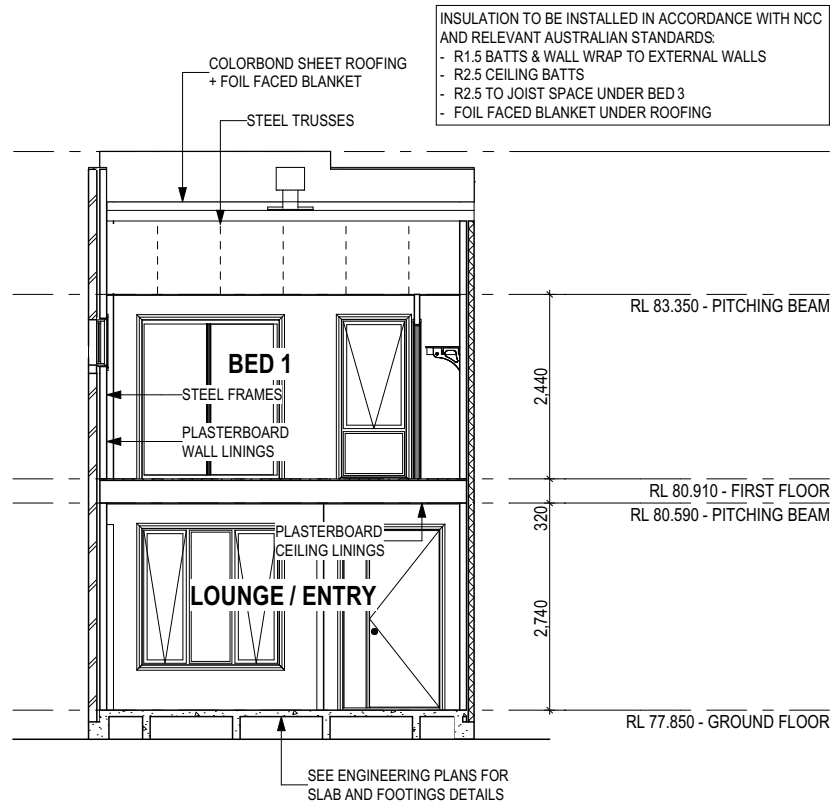 INSULATION TO BE INSTALLED IN ACCORDANCE WITH NCC
AND RELEVANT AUSTRALIAN STANDARDS:
- R1.5 BATTS & WALL WRAP TO EXTERNAL WALLS
- R2.5 CEILING BATTS
- R2.5 TO JOIST SPACE UNDER BED 3
- FOIL FACED BLANKET UNDER ROOFING
COLORBOND SHEET ROOFING
+ FOIL FACED BLANKET
STEEL TRUSSES
RL 83.350 - PITCHING BEAM
BED 1
STEEL FRAMES
PLASTERBOARD
WALL LININGS
2,440
RL 80.910 - FIRST FLOOR
320
RL 80.590 - PITCHING BEAM
PLASTERBOARD
CEILING LININGS
LOUNGE / ENTRY
2,740
RL 77.850 - GROUND FLOOR
SEE ENGINEERING PLANS FOR
SLAB AND FOOTINGS DETAILS